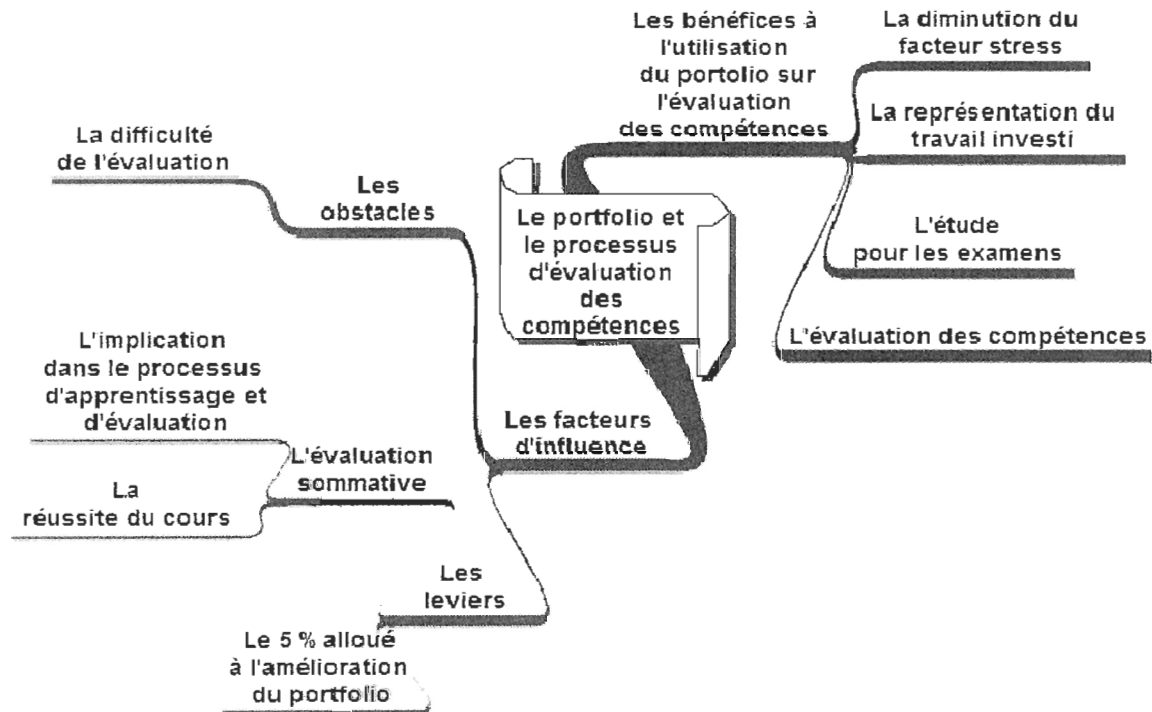 Le portfolio et
le processus
d'évaluation
des
compétences
Les bénéfices à
l'utilisation
du portolio sur
l'évaluation
des compétences
La diminution du
facteur stress
La représentation du
travail investi
L'étude
pour les examens
L'évaluation des compétences
Les facteurs
d'influence
Les
obstacles
La difficulté
de l'évaluation
Les
leviers
L'évaluation
sommative
L'implication
dans le processus
d'apprentissage et
d'évaluation
La
réussite du cours
Le 5 % alloué
à l'amélioration
du portfolio